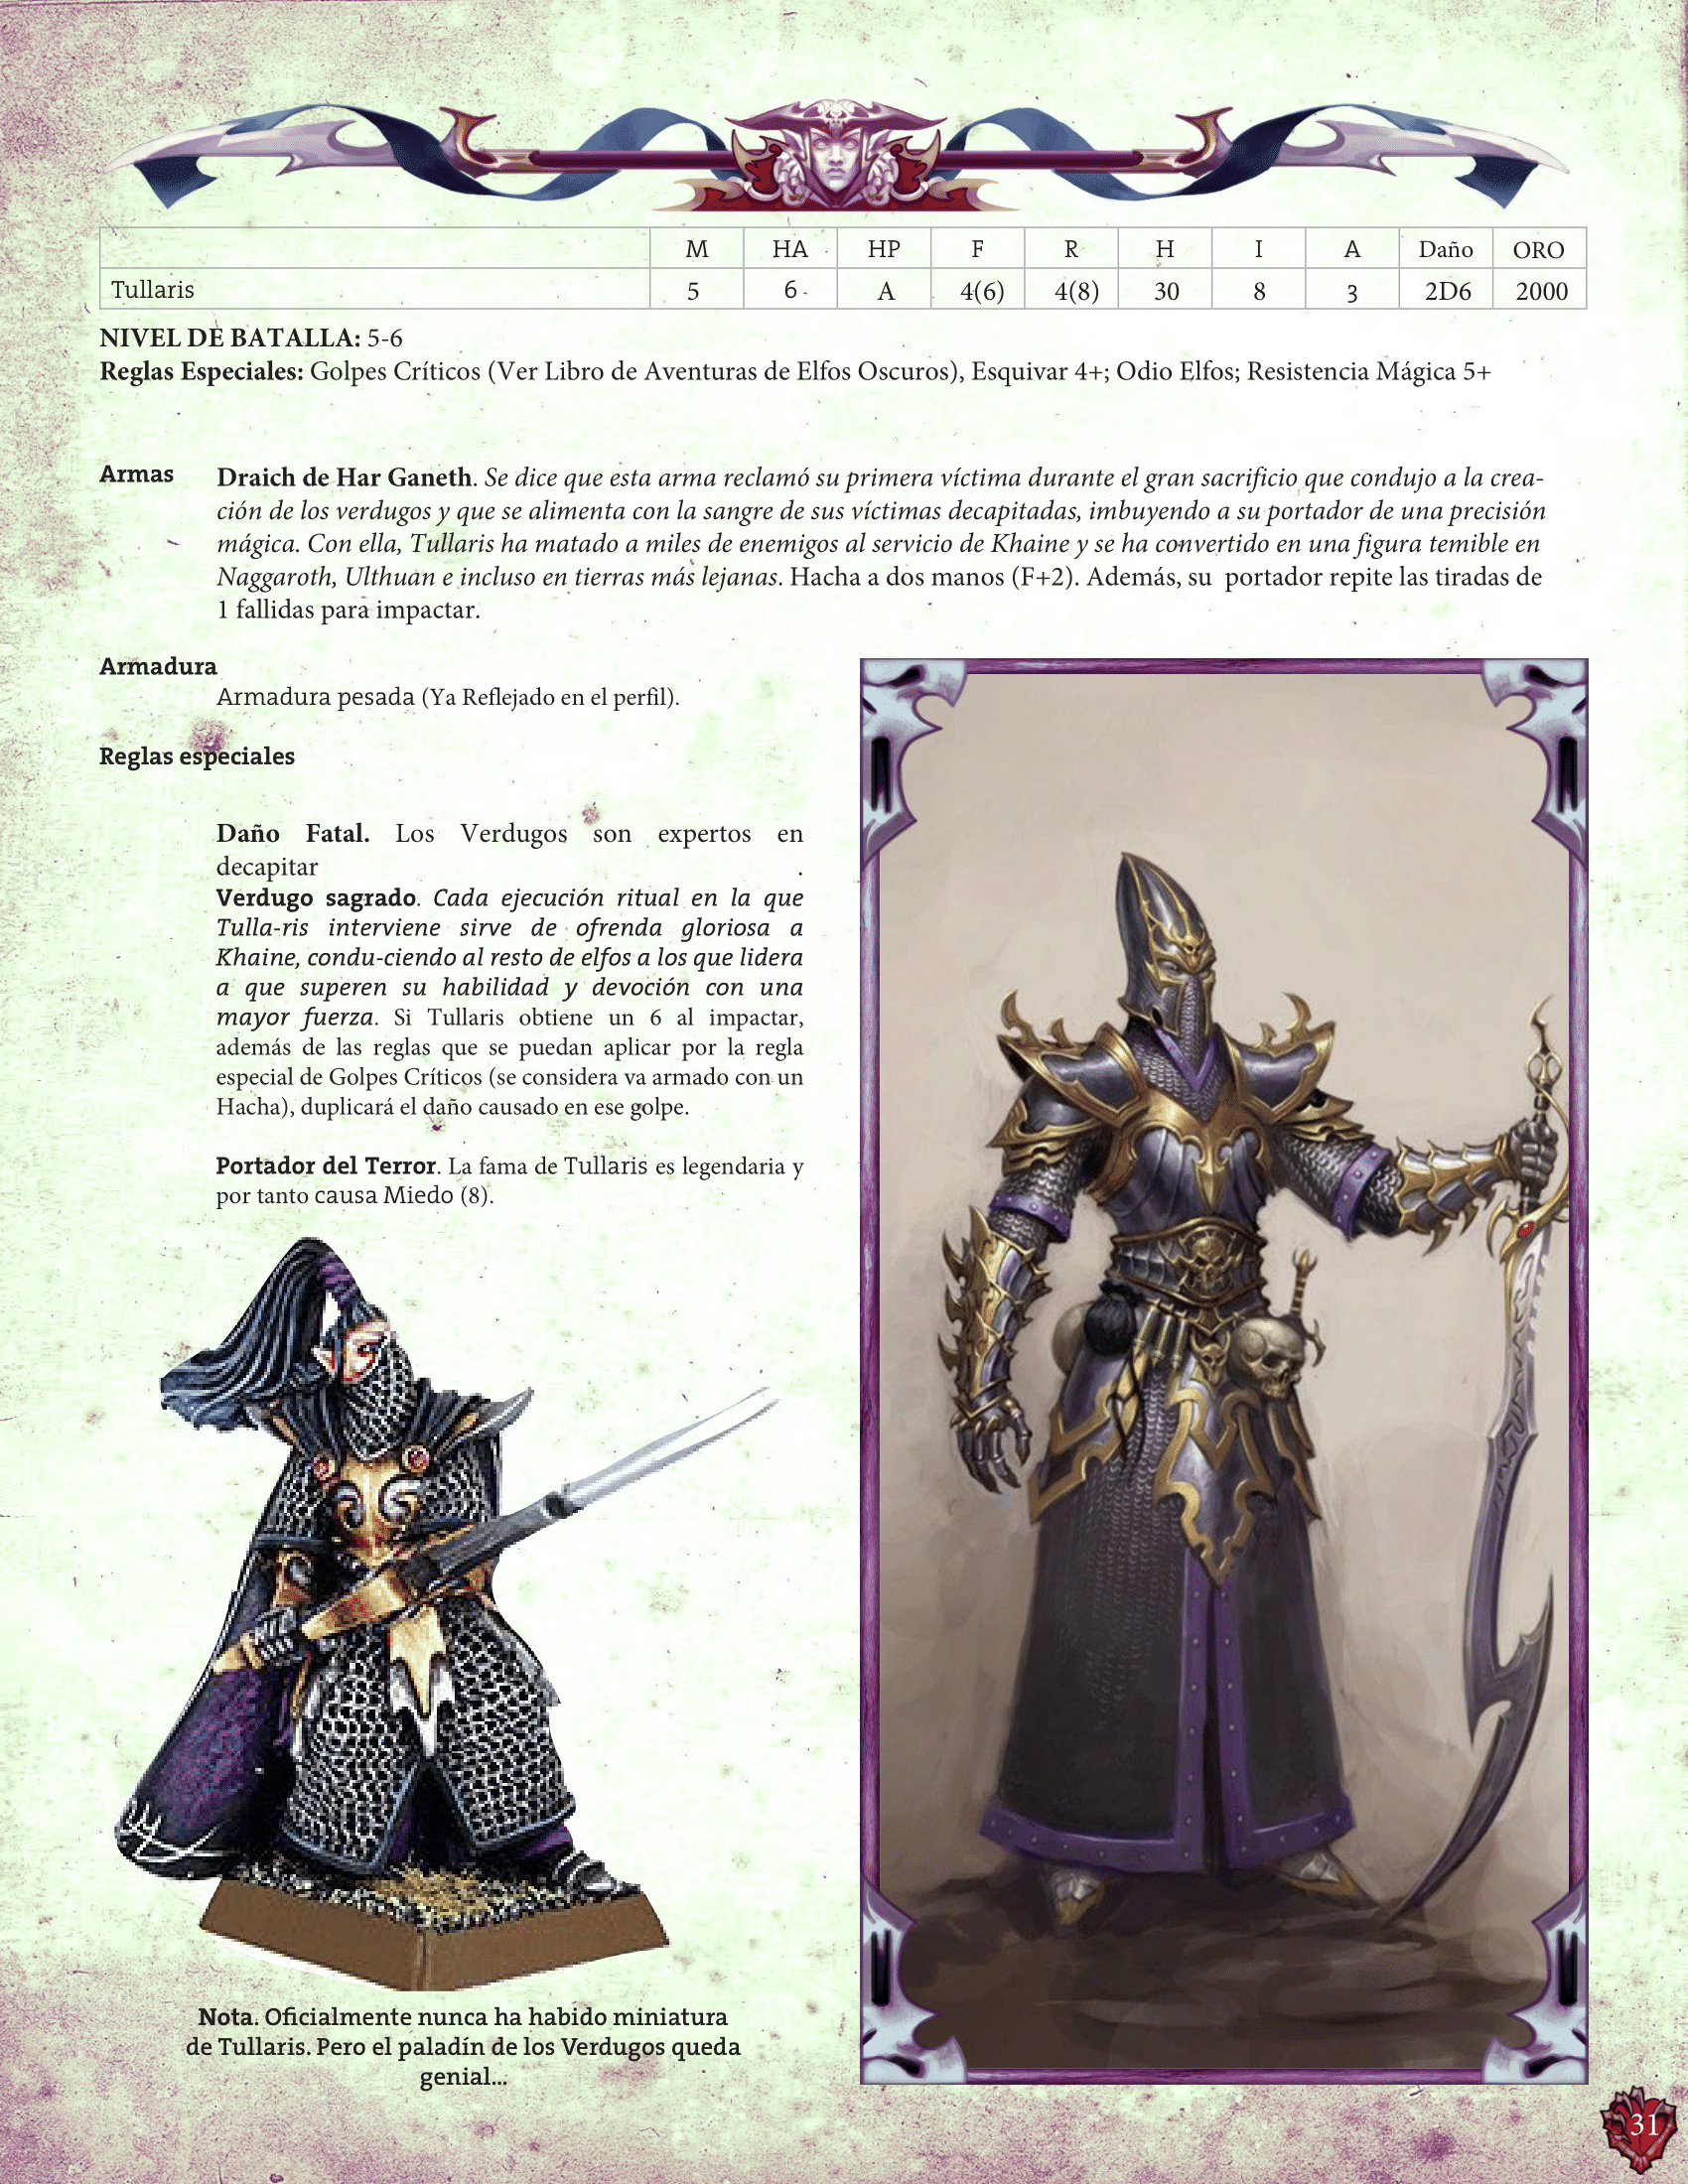 M HA HP F R H I A Daño ORO
Tullaris 5 6 A 4(6) 4(8) 30 8 3 2D6 2000
NIVEL DE BATALLA: 5-6
Reglas Especiales: Golpes Críticos (Ver Libro de Aventuras de Elfos Oscuros), Esquivar 4+; Odio Elfos; Resistencia Mágica 5+
Armas
Draich de Har Ganeth. Se dice que esta arma reclamó su primera víctima durante el gran sacrificio que condujo a la crea-
ción de los verdugos y que se alimenta con la sangre de sus víctimas decapitadas, imbuyendo a su portador de una precisión
mágica. Con ella, Tullaris ha matado a miles de enemigos al servicio de Khaine y se ha convertido en una figura temible en
Naggaroth, Ulthuan e incluso en tierras más lejanas. Hacha a dos manos (F+2). Además, su portador repite las tiradas de
1 fallidas para impactar.
Armadura
Armadura pesada (Ya Reflejado en el perfil).
Reglas especiales
Daño Fatal. Los Verdugos son expertos en
decapitar .
Verdugo sagrado. Cada ejecución ritual en la que
Tulla-ris interviene sirve de ofrenda gloriosa a
Khaine, condu-ciendo al resto de elfos a los que lidera
a que superen su habilidad y devoción con una
mayor fuerza. Si Tullaris obtiene un 6 al impactar,
además de las reglas que se puedan aplicar por la regla
especial de Golpes Críticos (se considera va armado con un
Hacha), duplicará el daño causado en ese golpe.
Portador del Terror. La fama de Tullaris es legendaria y
por tanto causa Miedo (8).
Nota. Oficialmente nunca ha habido miniatura
de Tullaris. Pero el paladín de los Verdugos queda
genial...
31